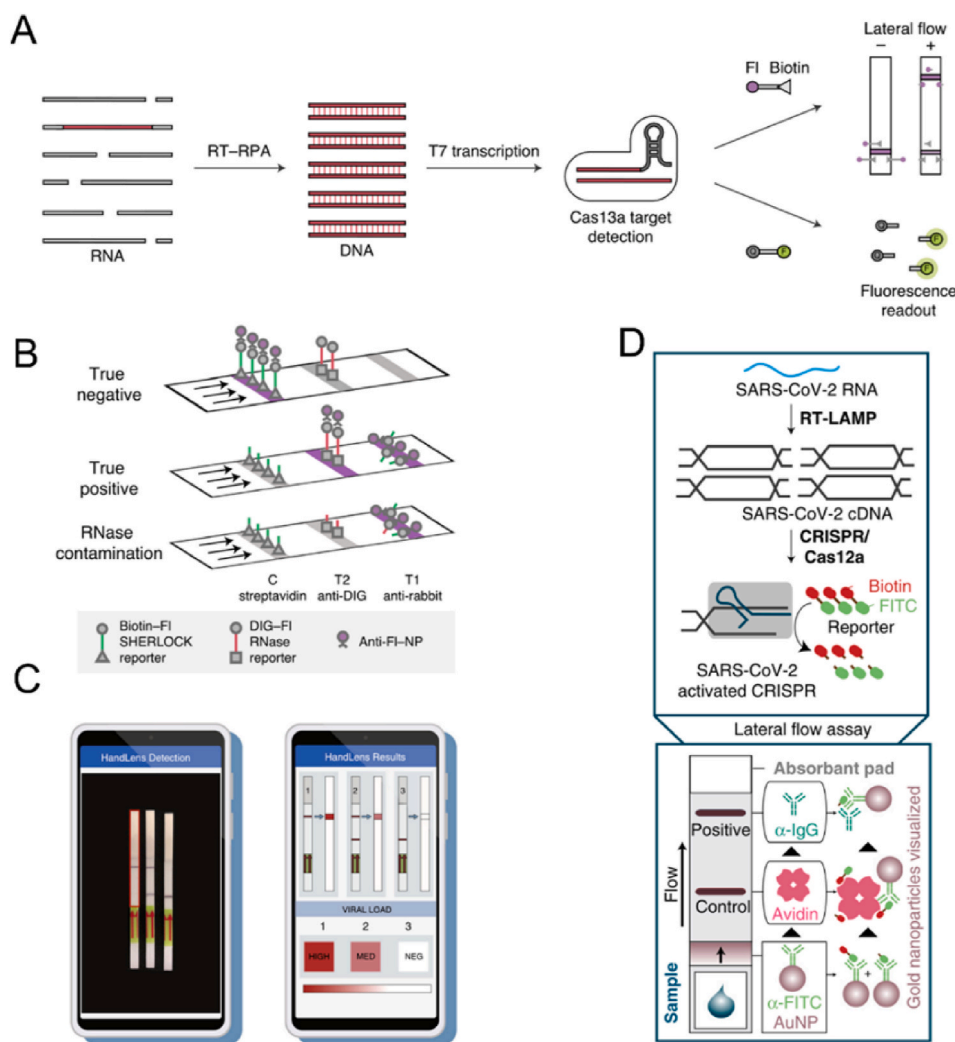 A
RNA
RT–RPA
DNA
T7 transcription
Cas13a target
detection
FI Biotin
Lateral flow
– +
Q F
Q
F
F
Fluorescence
readout
B
True
negative
True
positive
RNase
contamination
C
streptavidin
T2
anti-DIG
T1
anti-rabbit
Biotin–FI
SHERLOCK
reporter
DIG–FI
RNase
reporter
Anti-FI–NP
C
HandLens Detection
HandLens Results
1 2 3
VIRAL LOAD
1 2 3
HIGH MED NEG
D
SARS-CoV-2 RNA
RT-LAMP
SARS-CoV-2 cDNA
CRISPR/
Cas12a
Biotin
FITC
Reporter
SARS-CoV-2
activated CRISPR
Lateral flow assay
Absorbant pad
Positive
α-IgG
Flow
Control
Avidin
Sample
α-FITC
AuNP
+
Gold nanoparticles visualized